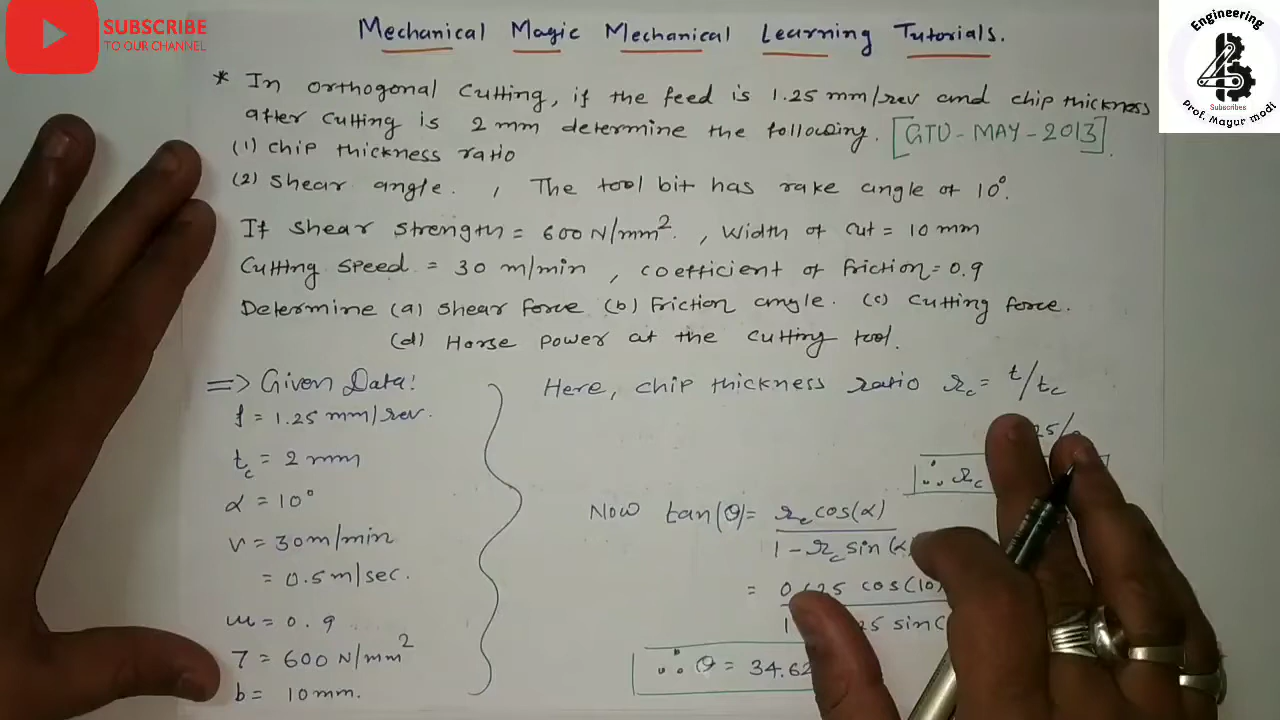 SUBSCRIBE
TO OUR CHANNEL
Engineering
Subscribes
Prof. Mayur modi
Mechanical Magic Mechanical Learning Tutorials.
* In orthogonal cutting, if the feed is 1.25 mm/rev and chip thickness
after cutting is 2 mm determine the following. [GTU-MAY-2013].
(1) chip thickness ratio
(2) shear angle. , The tool bit has rake angle of 10°.
If shear strength = 600 N/mm². , Width of cut = 10 mm
Cutting speed = 30 m/min , coefficient of friction = 0.9
Determine (a) shear force (b) Friction angle. (c) Cutting force.
(d) Horse power at the cutting tool.
=> Given Data:
f = 1.25 mm/rev.
tc = 2 mm
α = 10°
v = 30 m/min
= 0.5 m/sec.
μ = 0.9
τ = 600 N/mm²
b = 10 mm.
Here, chip thickness ratio rc = t/tc
∴ rc
Now tan(θ) = rc cos(α)
1 - rc sin(α
= cos(10)
1 sin(
∴ θ = 34.62